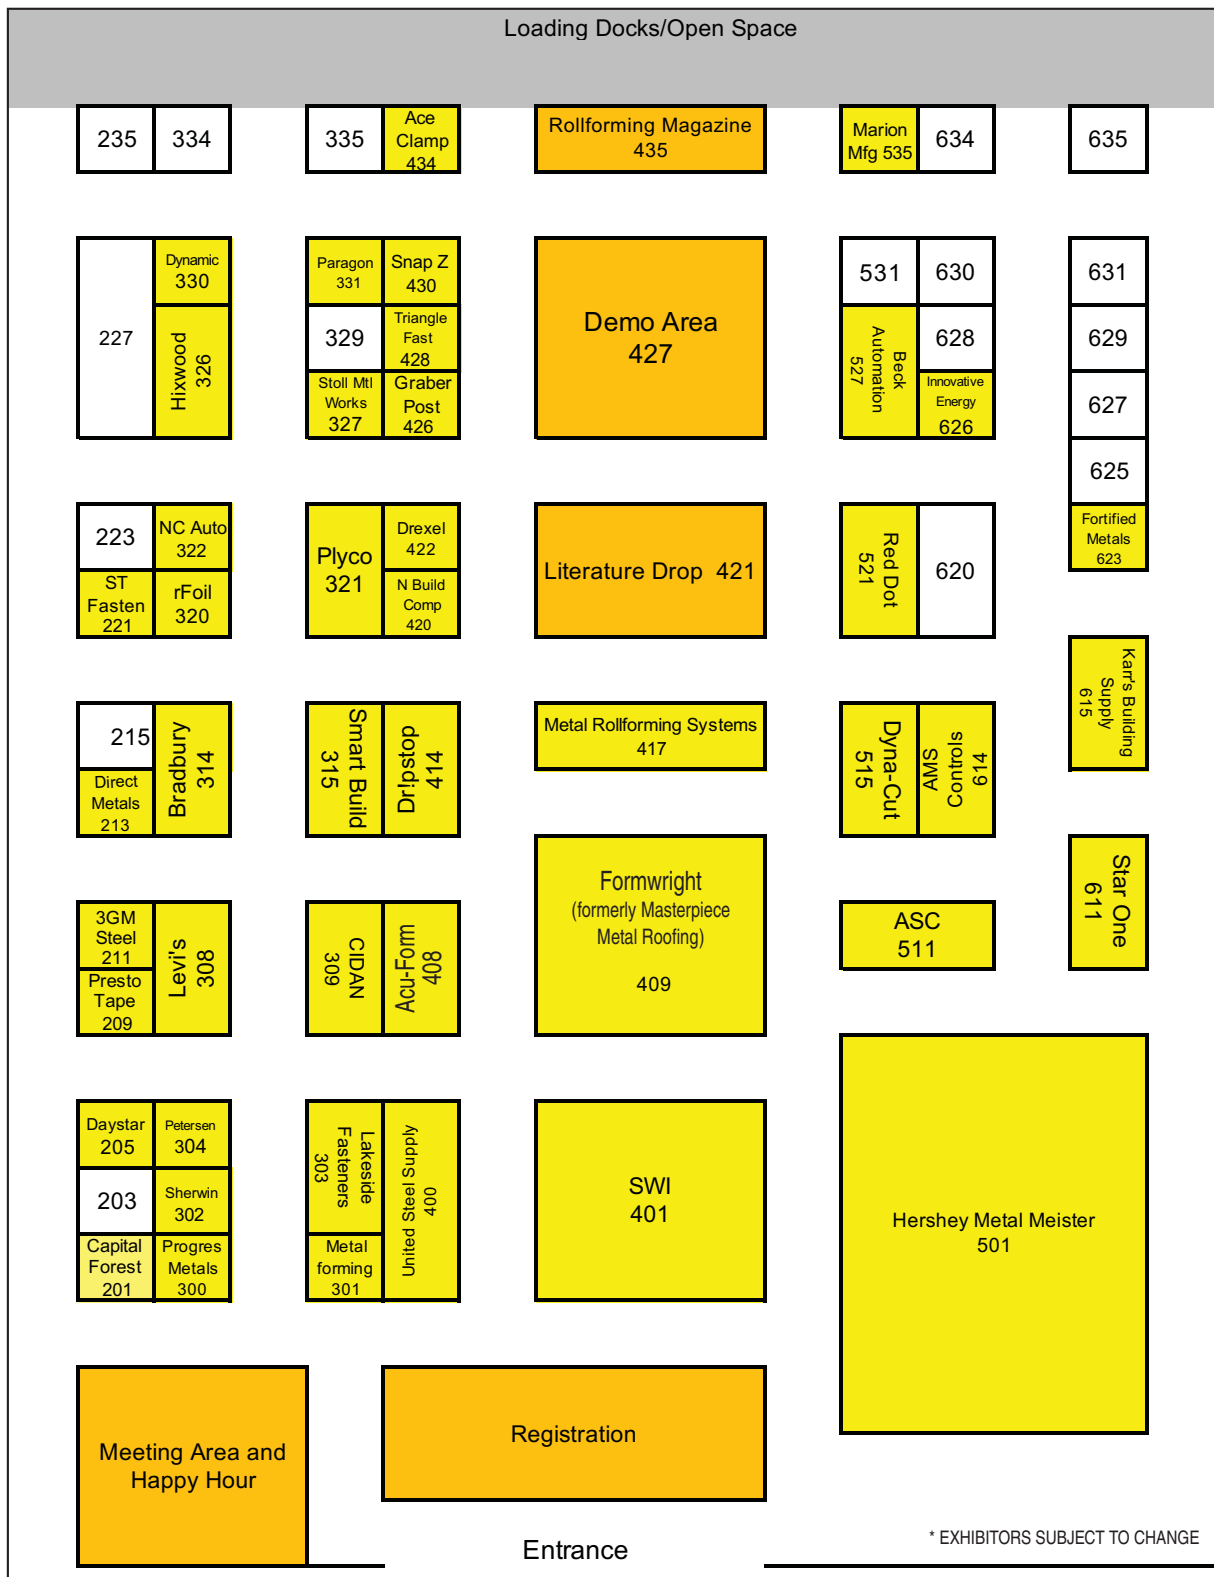 Loading Docks/Open Space
235
334
335
Ace
Clamp
434
Rollforming Magazine
435
Marion
Mfg 535
634
635
227
Dynamic
330
Hixwood
326
Paragon
331
Snap Z
430
329
Triangle
Fast
428
Stoll Mtl
Works
327
Graber
Post
426
Demo Area
427
531
630
Beck
Automation
527
628
Innovative
Energy
626
631
629
627
625
Fortified
Metals
623
223
NC Auto
322
ST
Fasten
221
rFoil
320
Plyco
321
Drexel
422
N Build
Comp
420
Literature Drop 421
Red Dot
521
620
Karr's Building
Supply
615
215
Direct
Metals
213
Bradbury
314
Smart Build
315
Dripstop
414
Metal Rollforming Systems
417
Dyna-Cut
515
AMS
Controls
614
Star One
611
3GM
Steel
211
Presto
Tape
209
Levi's
308
CIDAN
309
Acu-Form
408
Formwright
(formerly Masterpiece
Metal Roofing)
409
ASC
511
Daystar
205
Petersen
304
203
Sherwin
302
Capital
Forest
201
Progres
Metals
300
Lakeside
Fasteners
303
Metal
forming
301
United Steel Supply
400
SWI
401
Hershey Metal Meister
501
Meeting Area and
Happy Hour
Registration
Entrance
* EXHIBITORS SUBJECT TO CHANGE